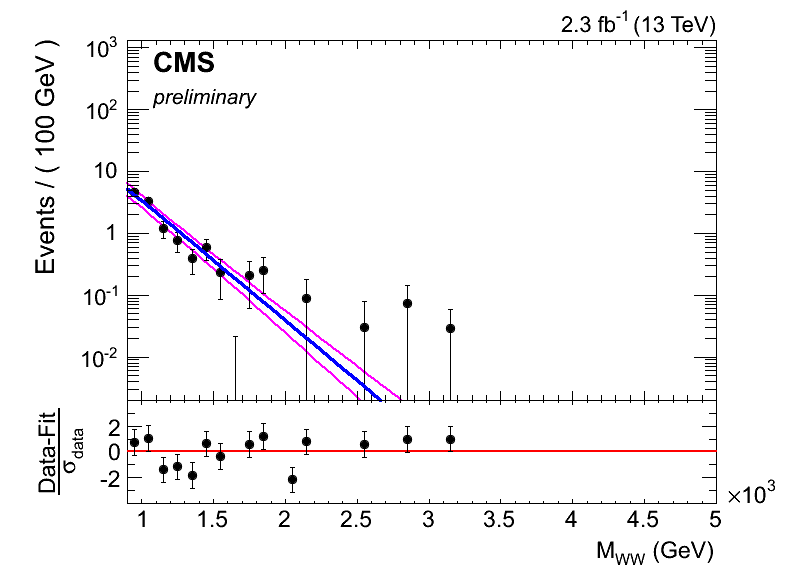 2.3 fb⁻¹ (13 TeV)
CMS
preliminary
Events / ( 100 GeV )
10³
10²
10
1
10⁻¹
10⁻²
Data-Fit
σ_data
2
0
-2
1 1.5 2 2.5 3 3.5 4 4.5 5
×10³
M_WW (GeV)